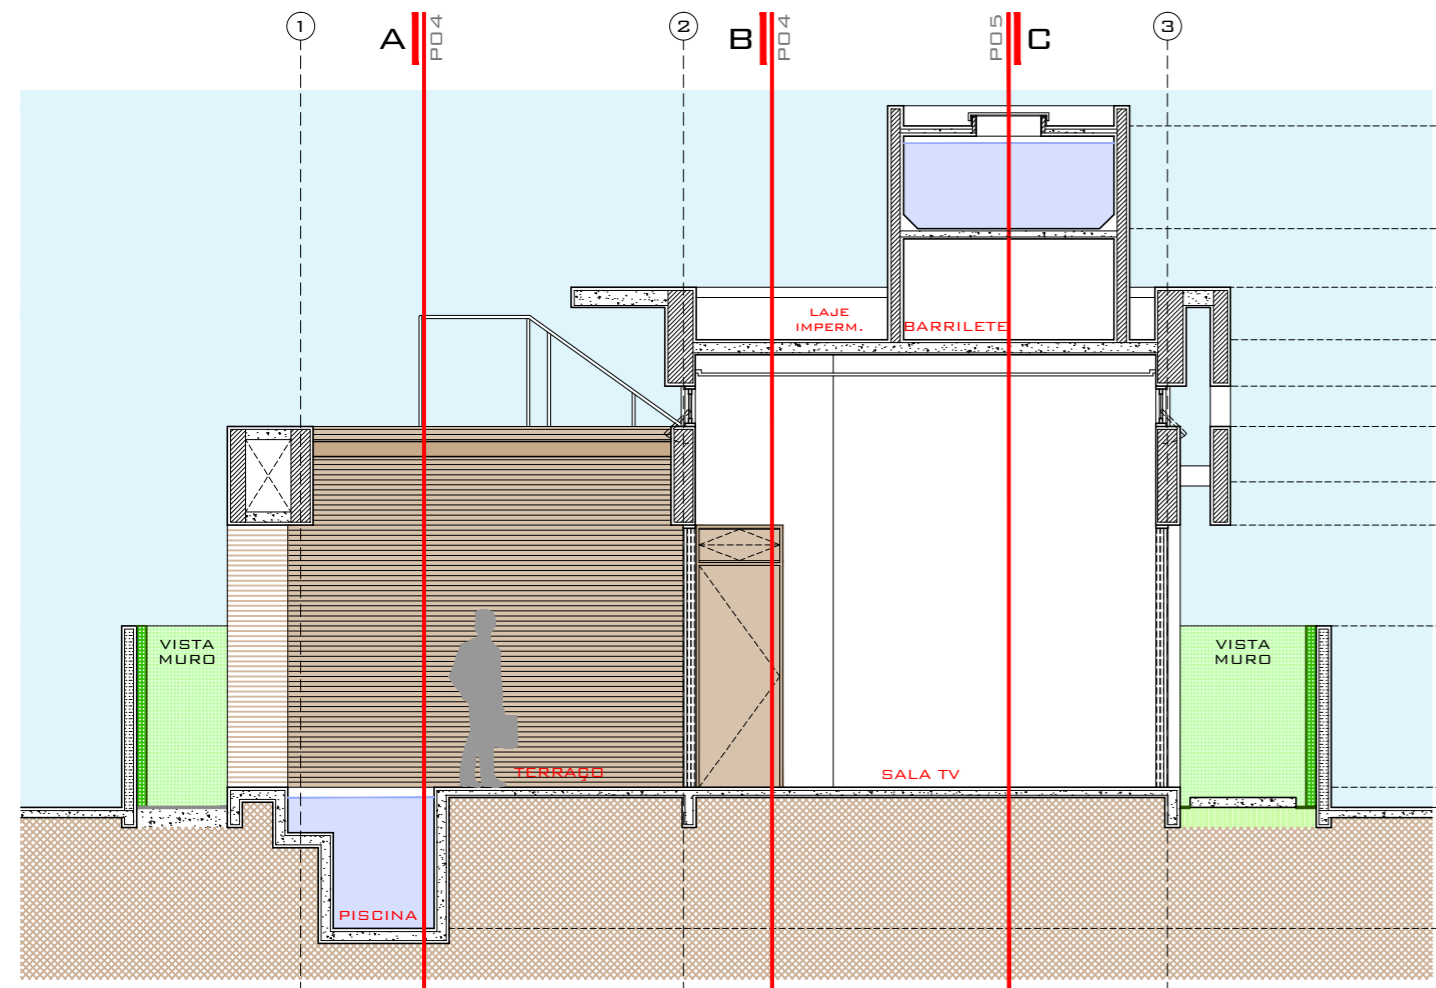 1
A
P04
2
B
P04
P05
C
3
LAJE
IMPERM.
BARRILETE
VISTA
MURO
VISTA
MURO
TERRAÇO
SALA TV
PISCINA